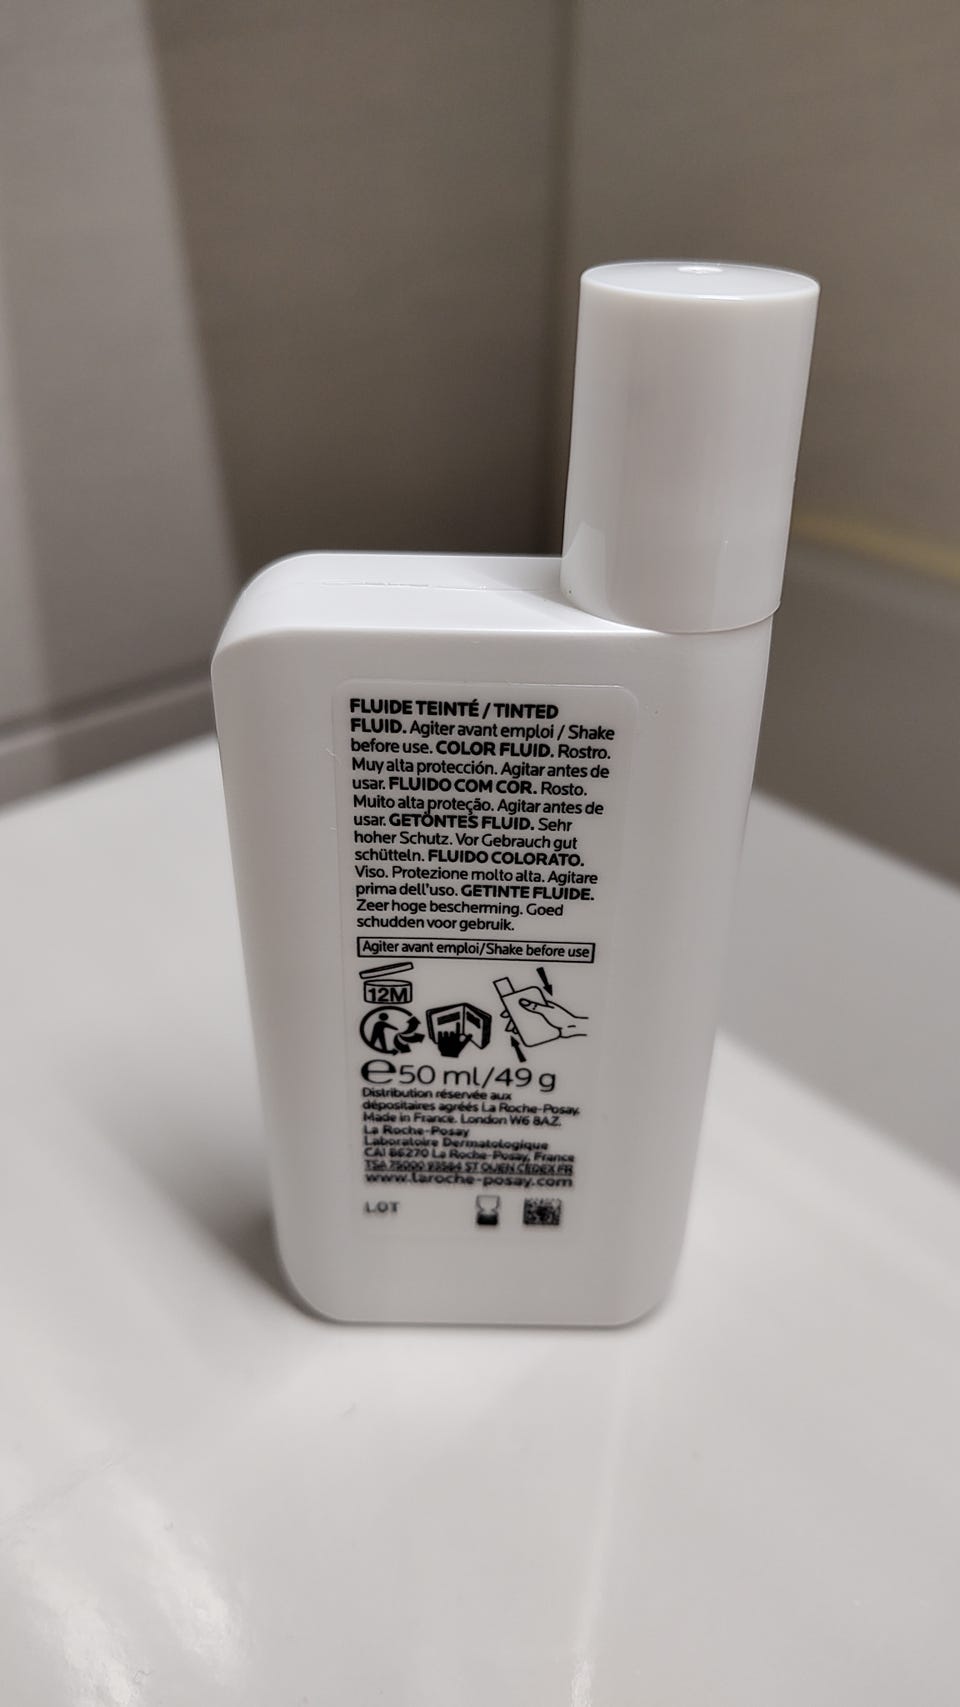 FLUIDE TEINTÉ / TINTED
FLUID. Agiter avant emploi / Shake
before use. COLOR FLUID. Rostro.
Muy alta protección. Agitar antes de
usar. FLUIDO COM COR. Rosto.
Muito alta proteção. Agitar antes de
usar. GETÖNTES FLUID. Sehr
hoher Schutz. Vor Gebrauch gut
schütteln. FLUIDO COLORATO.
Viso. Protezione molto alta. Agitare
prima dell'uso. GETINTE FLUIDE.
Zeer hoge bescherming. Goed
schudden voor gebruik.
Agiter avant emploi/Shake before use
12M
℮50 ml/49 g
Distribution réservée aux
dépositaires agréés La Roche-Posay.
Made in France. London W6 8AZ.
La Roche-Posay
Laboratoire Dermatologique
CAI 86270 La Roche-Posay, France
TSA 75000 93584 ST OUEN CEDEX FR
www.laroche-posay.com
LOT